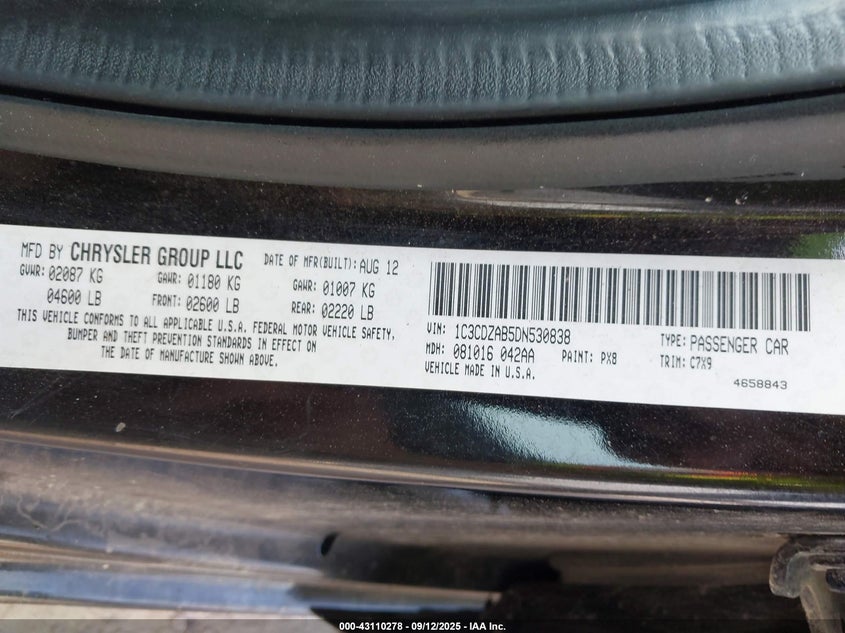 MFD BY CHRYSLER GROUP LLC
DATE OF MFR(BUILT): AUG 12
GVWR: 02087 KG
GAWR: 01180 KG
GAWR: 01007 KG
04600 LB
FRONT: 02600 LB
REAR: 02220 LB
THIS VEHICLE CONFORMS TO ALL APPLICABLE U.S.A. FEDERAL MOTOR VEHICLE SAFETY,
BUMPER AND THEFT PREVENTION STANDARDS IN EFFECT ON
THE DATE OF MANUFACTURE SHOWN ABOVE.
VIN: 1C3CDZAB5DN530838
TYPE: PASSENGER CAR
MDH: 081016 042AA
PAINT: PX8
TRIM: C7X9
VEHICLE MADE IN U.S.A.
4658843
000-43110278 - 09/12/2025 - IAA Inc.